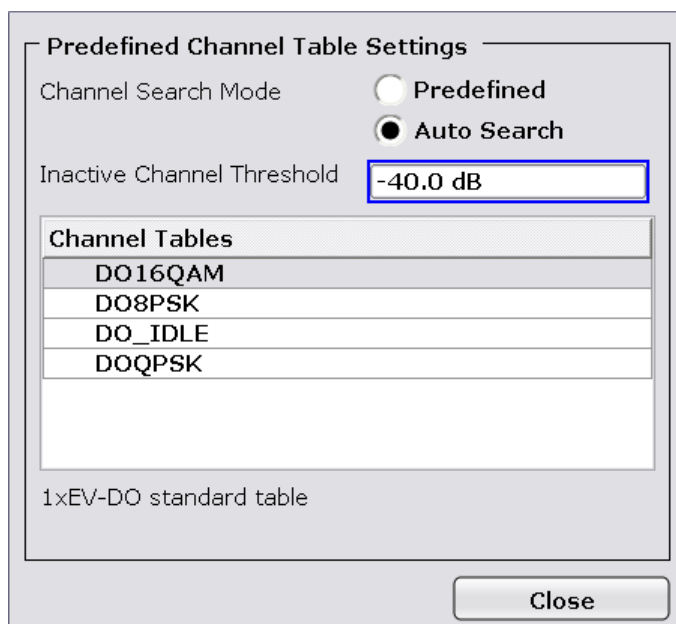 Predefined Channel Table Settings
Channel Search Mode
Predefined
Auto Search
Inactive Channel Threshold
-40.0 dB
Channel Tables
DO16QAM
DO8PSK
DO_IDLE
DOQPSK
1xEV-DO standard table
Close